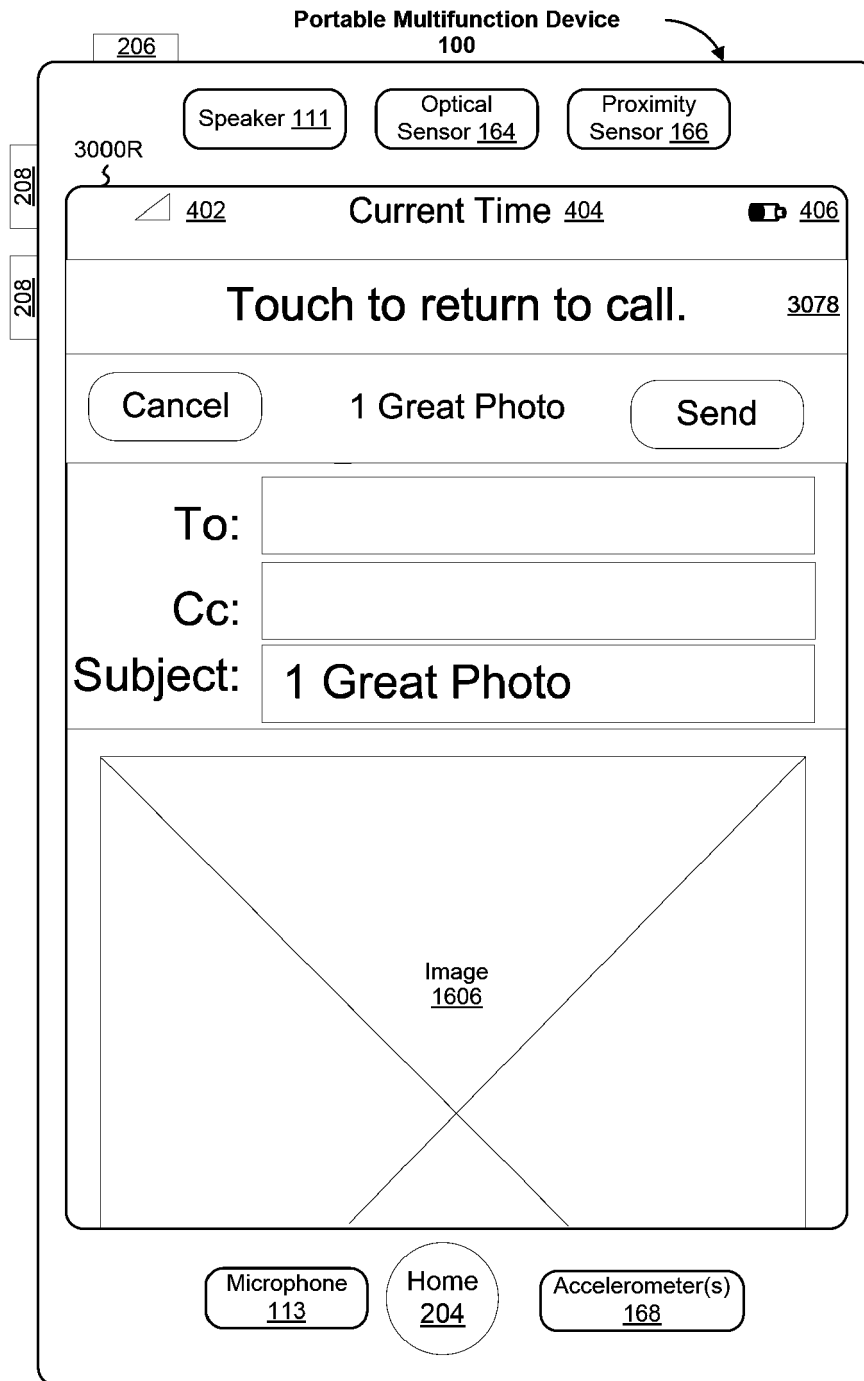 Portable Multifunction Device
100
206
Speaker 111
Optical
Sensor 164
Proximity
Sensor 166
3000R
208
402
Current Time 404
406
208
Touch to return to call.
3078
Cancel
1 Great Photo
Send
To:
Cc:
Subject:
1 Great Photo
Image
1606
Microphone
113
Home
204
Accelerometer(s)
168